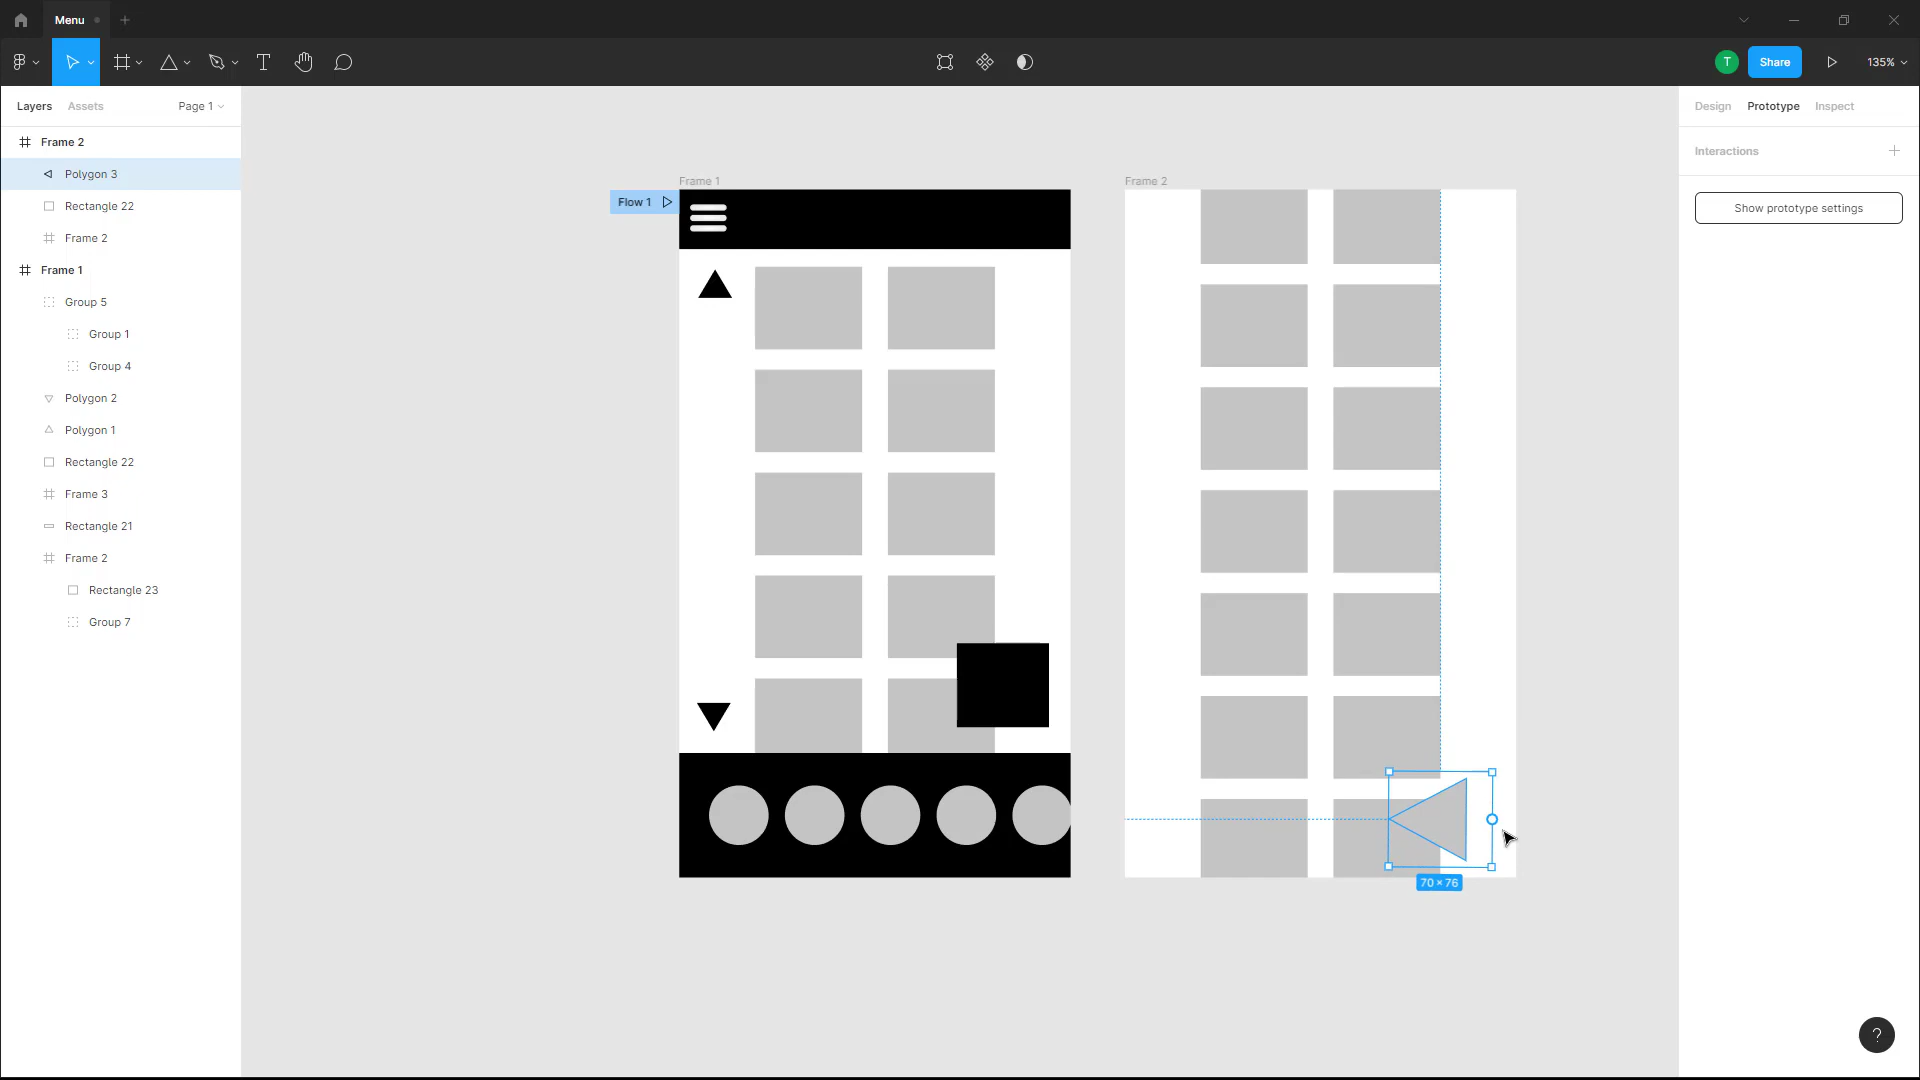 Menu
T
Share
135%
Layers
Assets
Page 1
Design
Prototype
Inspect
Frame 2
Polygon 3
Rectangle 22
Frame 2
Frame 1
Group 5
Group 1
Group 4
Polygon 2
Polygon 1
Rectangle 22
Frame 3
Rectangle 21
Frame 2
Rectangle 23
Group 7
Frame 1
Flow 1
Frame 2
70 × 76
Interactions
Show prototype settings
?